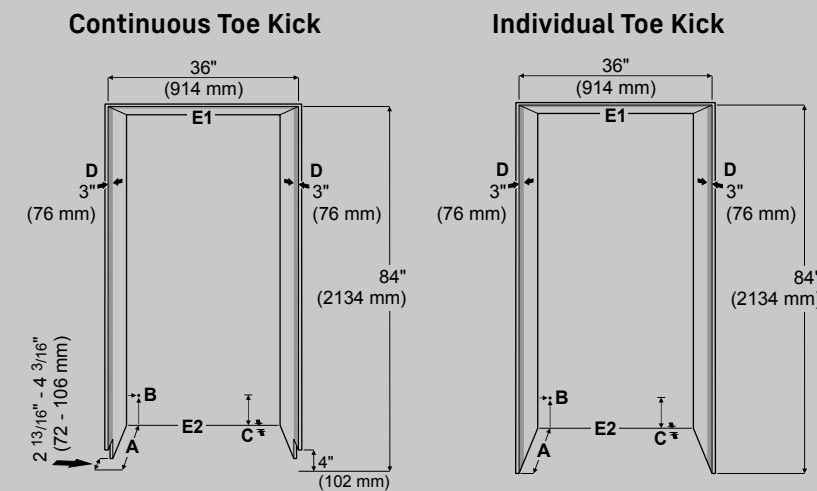 Continuous Toe Kick
36"
(914 mm)
E1
D
3"
(76 mm)
D
3"
(76 mm)
84"
(2134 mm)
2 13/16" - 4 3/16"
(72 - 106 mm)
B
E2
C
A
4"
(102 mm)
Individual Toe Kick
36"
(914 mm)
E1
D
3"
(76 mm)
D
3"
(76 mm)
84"
(2134 mm)
B
E2
C
A